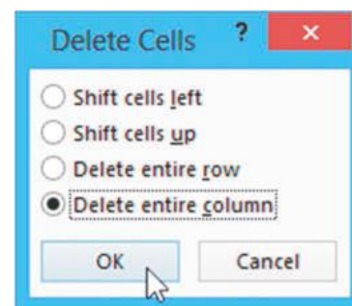 Delete Cells ?
Shift cells left
Shift cells up
Delete entire row
Delete entire column
OK Cancel